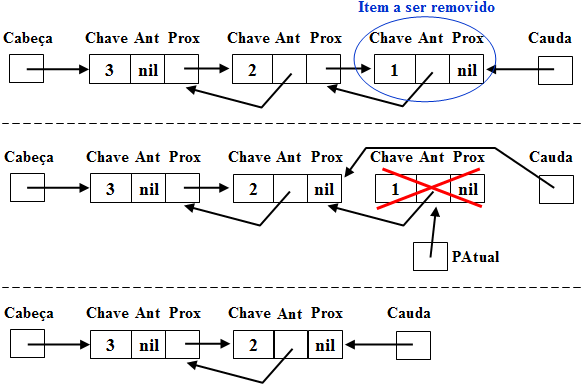 Item a ser removido
Cabeça Chave Ant Prox Chave Ant Prox Chave Ant Prox Cauda
3 nil 2 1 nil
Cabeça Chave Ant Prox Chave Ant Prox Chave Ant Prox Cauda
3 nil 2 nil 1 nil
PAtual
Cabeça Chave Ant Prox Chave Ant Prox Cauda
3 nil 2 nil